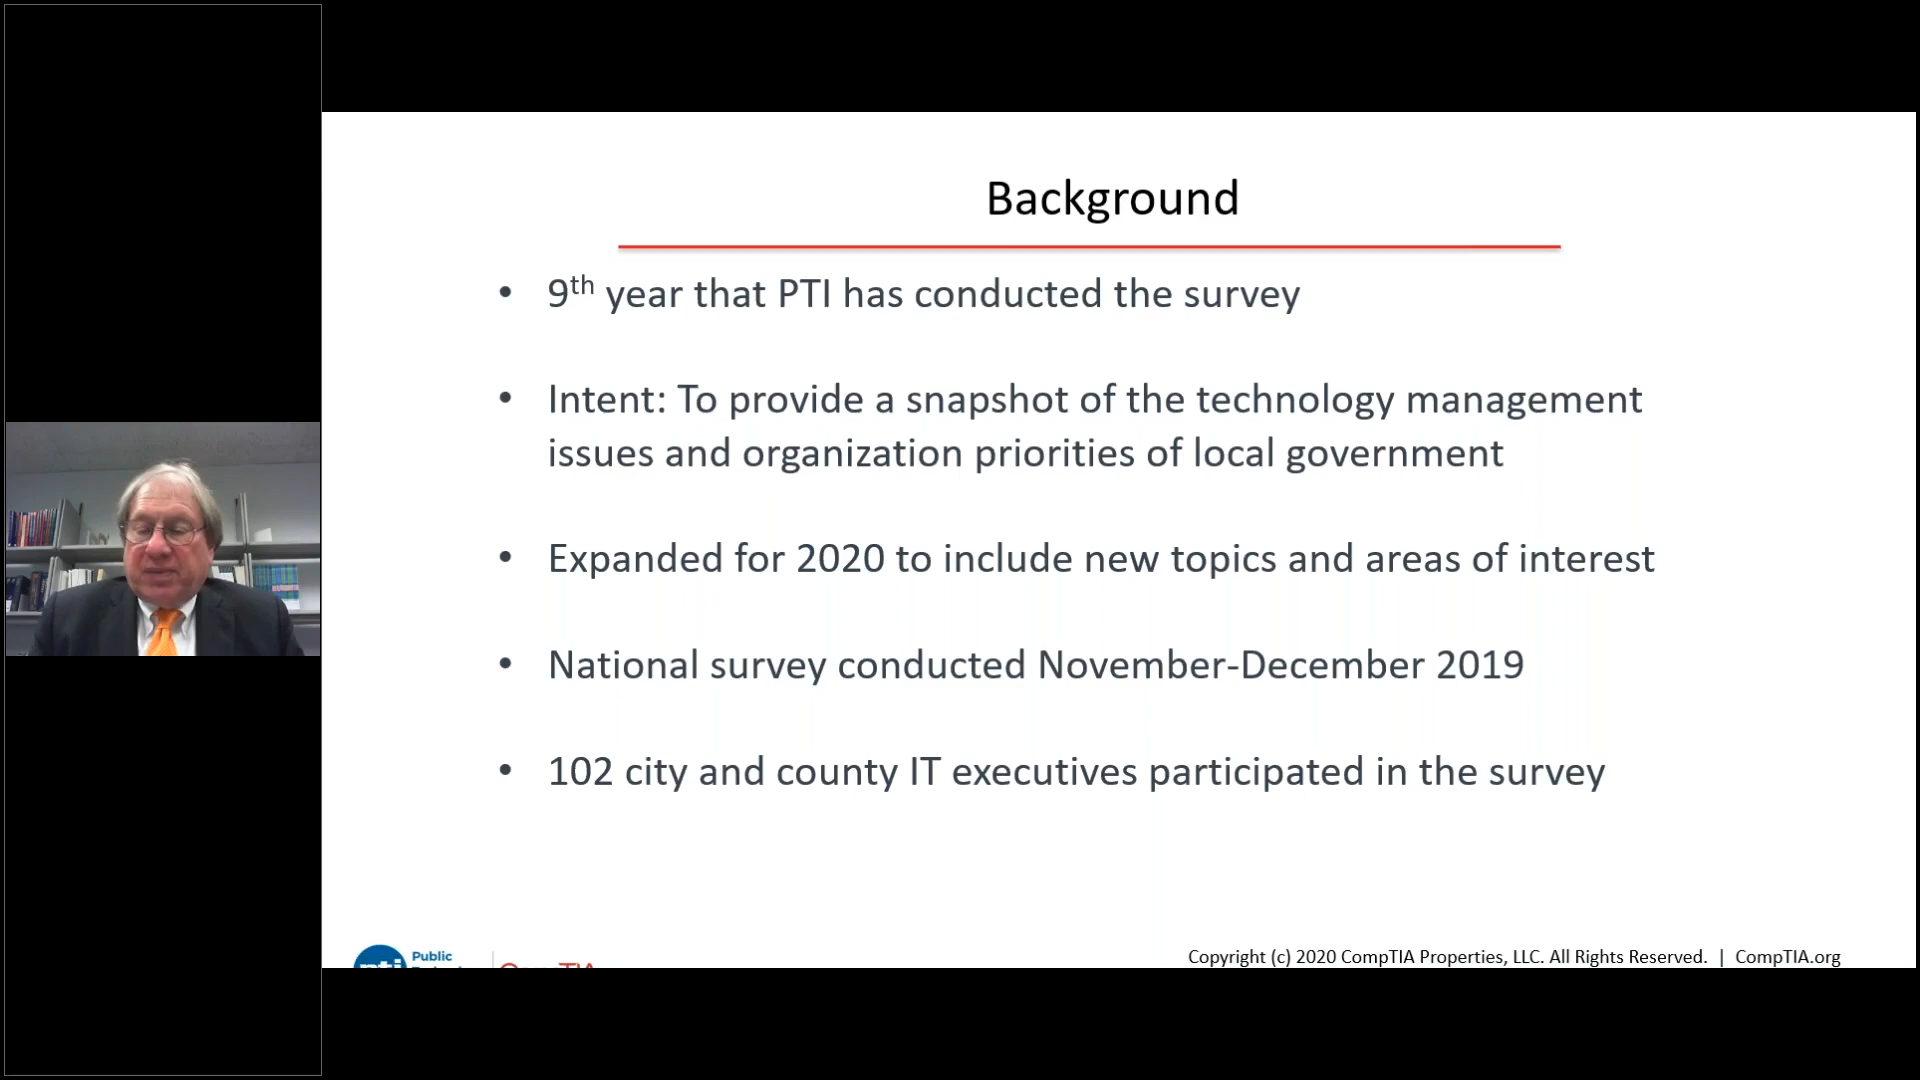 Background
• 9th year that PTI has conducted the survey
• Intent: To provide a snapshot of the technology management
issues and organization priorities of local government
• Expanded for 2020 to include new topics and areas of interest
• National survey conducted November-December 2019
• 102 city and county IT executives participated in the survey
pti Public
CompTIA
Copyright (c) 2020 CompTIA Properties, LLC. All Rights Reserved. | CompTIA.org